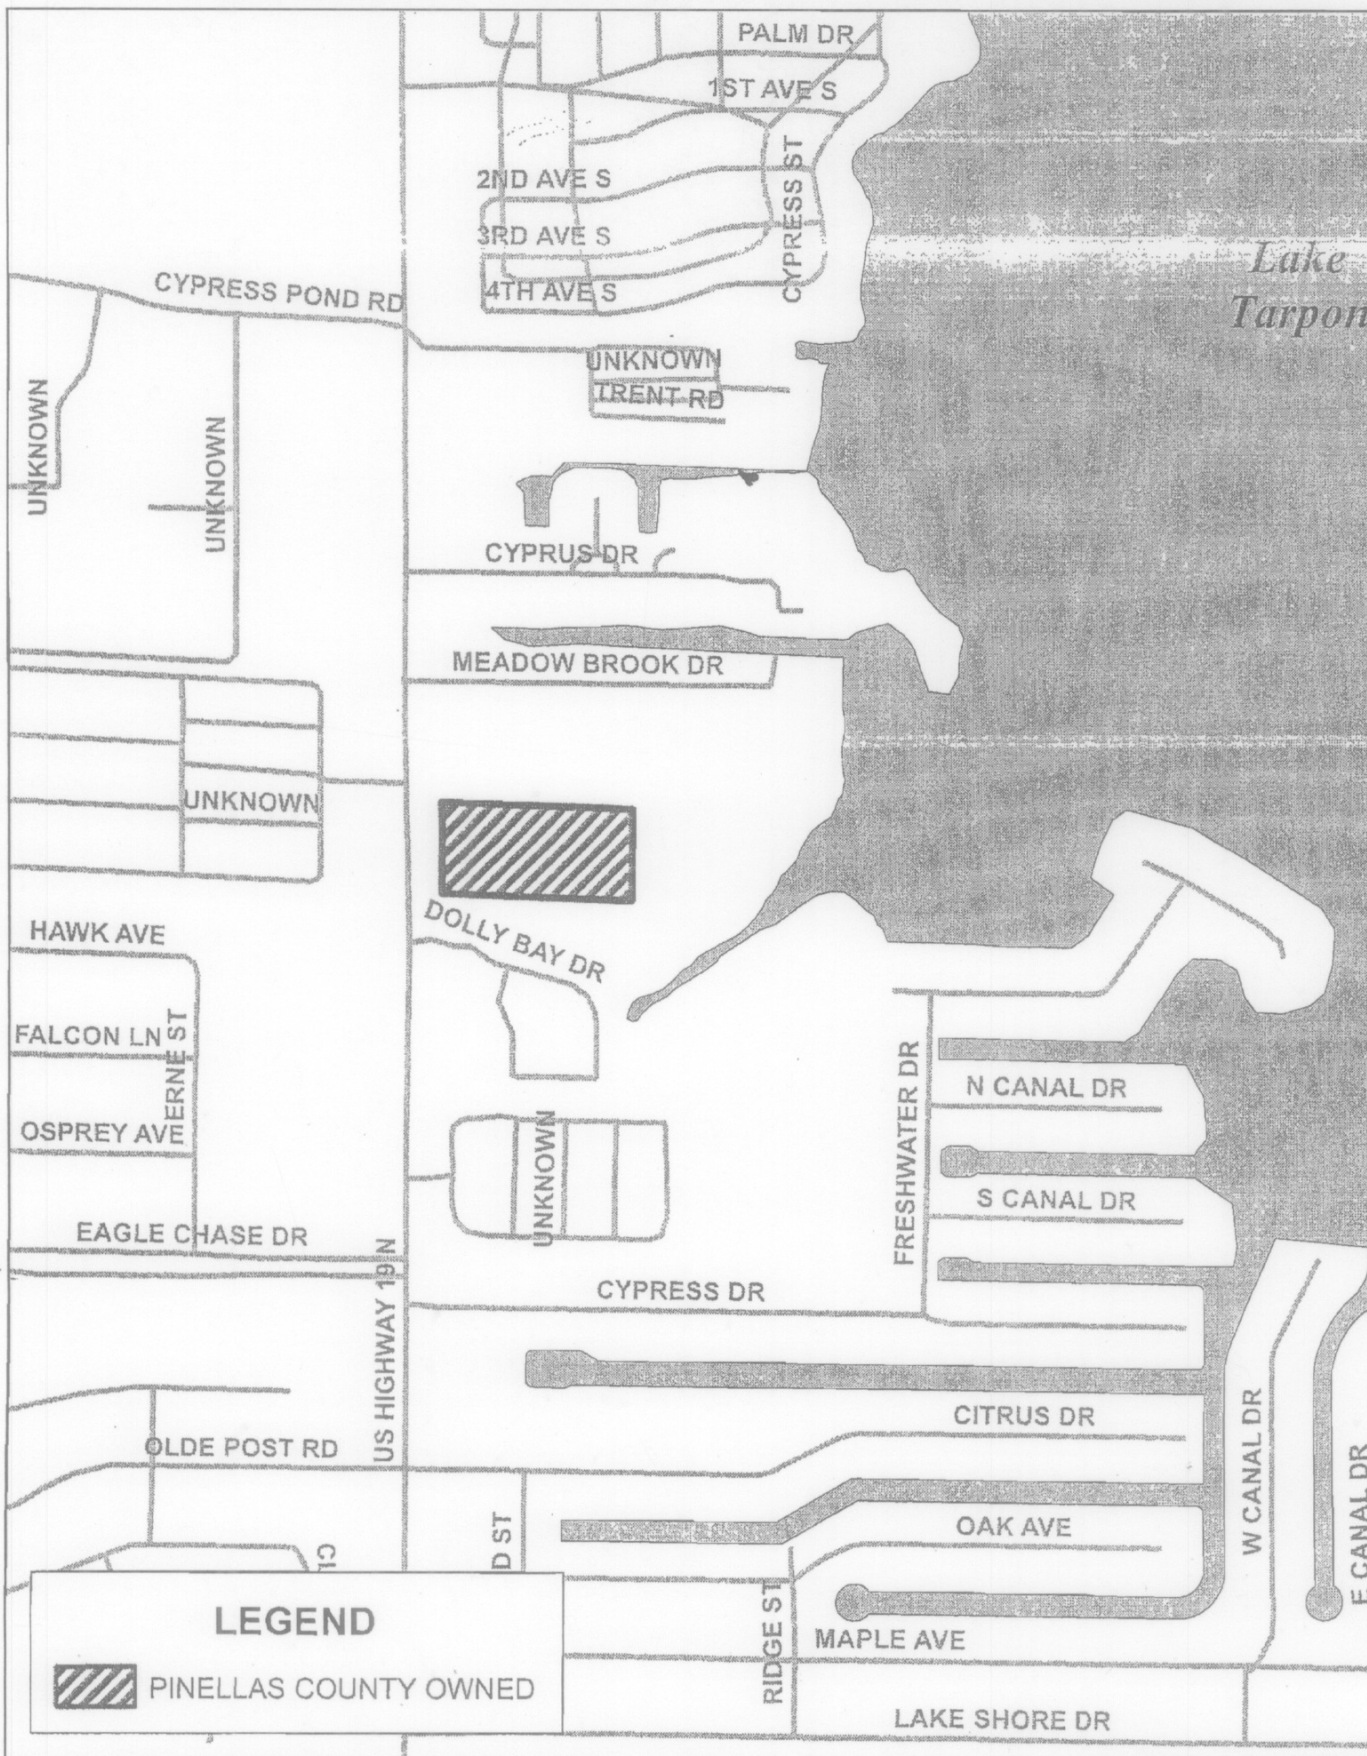 PALM DR
1ST AVE S
CYPRESS ST
2ND AVE S
3RD AVE S
4TH AVE S
Lake
Tarpon
CYPRESS POND RD
UNKNOWN
TRENT RD
UNKNOWN
UNKNOWN
CYPRUS DR
MEADOW BROOK DR
UNKNOWN
DOLLY BAY DR
HAWK AVE
FALCON LN
ERNE ST
OSPREY AVE
EAGLE CHASE DR
UNKNOWN
FRESHWATER DR
N CANAL DR
S CANAL DR
US HIGHWAY 19 N
CYPRESS DR
CITRUS DR
W CANAL DR
E CANAL DR
OLDE POST RD
D ST
OAK AVE
RIDGE ST
MAPLE AVE
LAKE SHORE DR
LEGEND
PINELLAS COUNTY OWNED